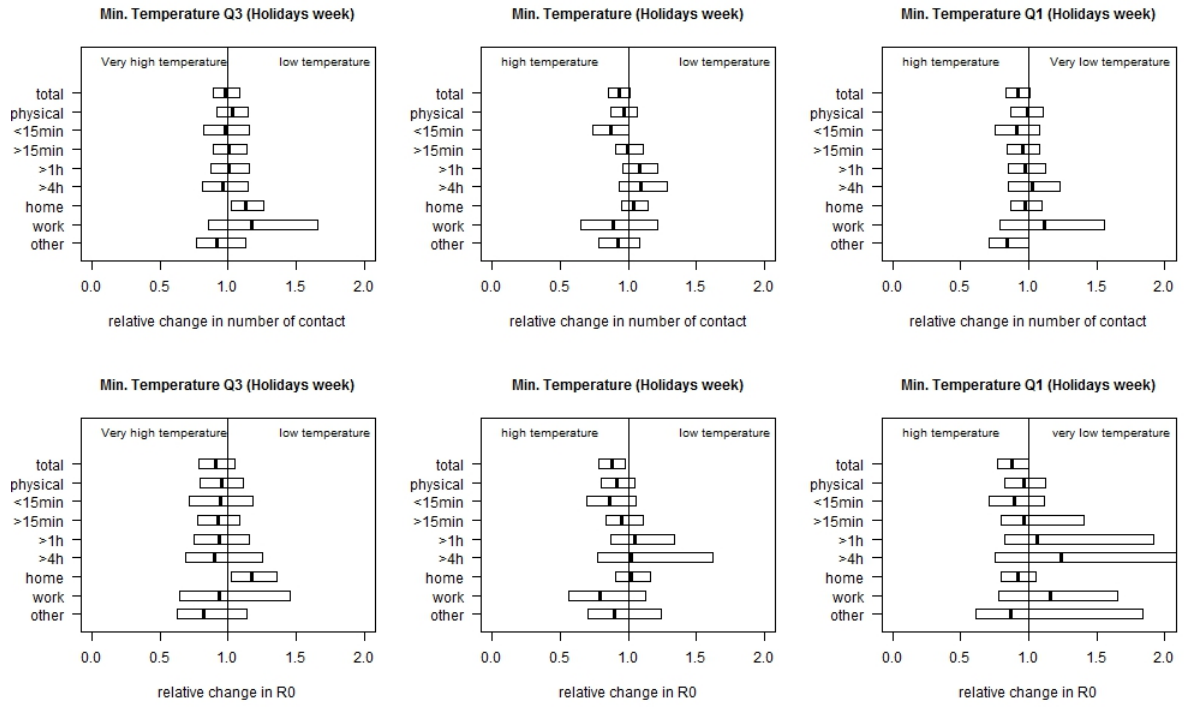 Min. Temperature Q3 (Holidays week)
Very high temperature
low temperature
total
physical
<15min
>15min
>1h
>4h
home
work
other
0.0 0.5 1.0 1.5 2.0
relative change in number of contact
Min. Temperature (Holidays week)
high temperature
low temperature
total
physical
<15min
>15min
>1h
>4h
home
work
other
0.0 0.5 1.0 1.5 2.0
relative change in number of contact
Min. Temperature Q1 (Holidays week)
high temperature
Very low temperature
total
physical
<15min
>15min
>1h
>4h
home
work
other
0.0 0.5 1.0 1.5 2.0
relative change in number of contact
Min. Temperature Q3 (Holidays week)
Very high temperature
low temperature
total
physical
<15min
>15min
>1h
>4h
home
work
other
0.0 0.5 1.0 1.5 2.0
relative change in R0
Min. Temperature (Holidays week)
high temperature
low temperature
total
physical
<15min
>15min
>1h
>4h
home
work
other
0.0 0.5 1.0 1.5 2.0
relative change in R0
Min. Temperature Q1 (Holidays week)
high temperature
very low temperature
total
physical
<15min
>15min
>1h
>4h
home
work
other
0.0 0.5 1.0 1.5 2.0
relative change in R0